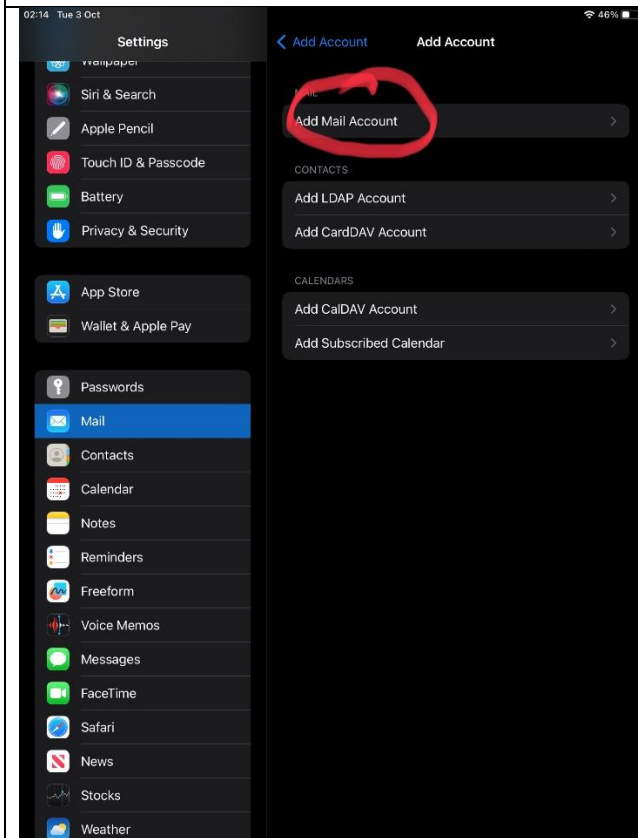 02:14 Tue 3 Oct
46%
Settings
Wallpaper
Siri & Search
Apple Pencil
Touch ID & Passcode
Battery
Privacy & Security
App Store
Wallet & Apple Pay
Passwords
Mail
Contacts
Calendar
Notes
Reminders
Freeform
Voice Memos
Messages
FaceTime
Safari
News
Stocks
Weather
Add Account
Add Account
MAIL
Add Mail Account
CONTACTS
Add LDAP Account
Add CardDAV Account
CALENDARS
Add CalDAV Account
Add Subscribed Calendar